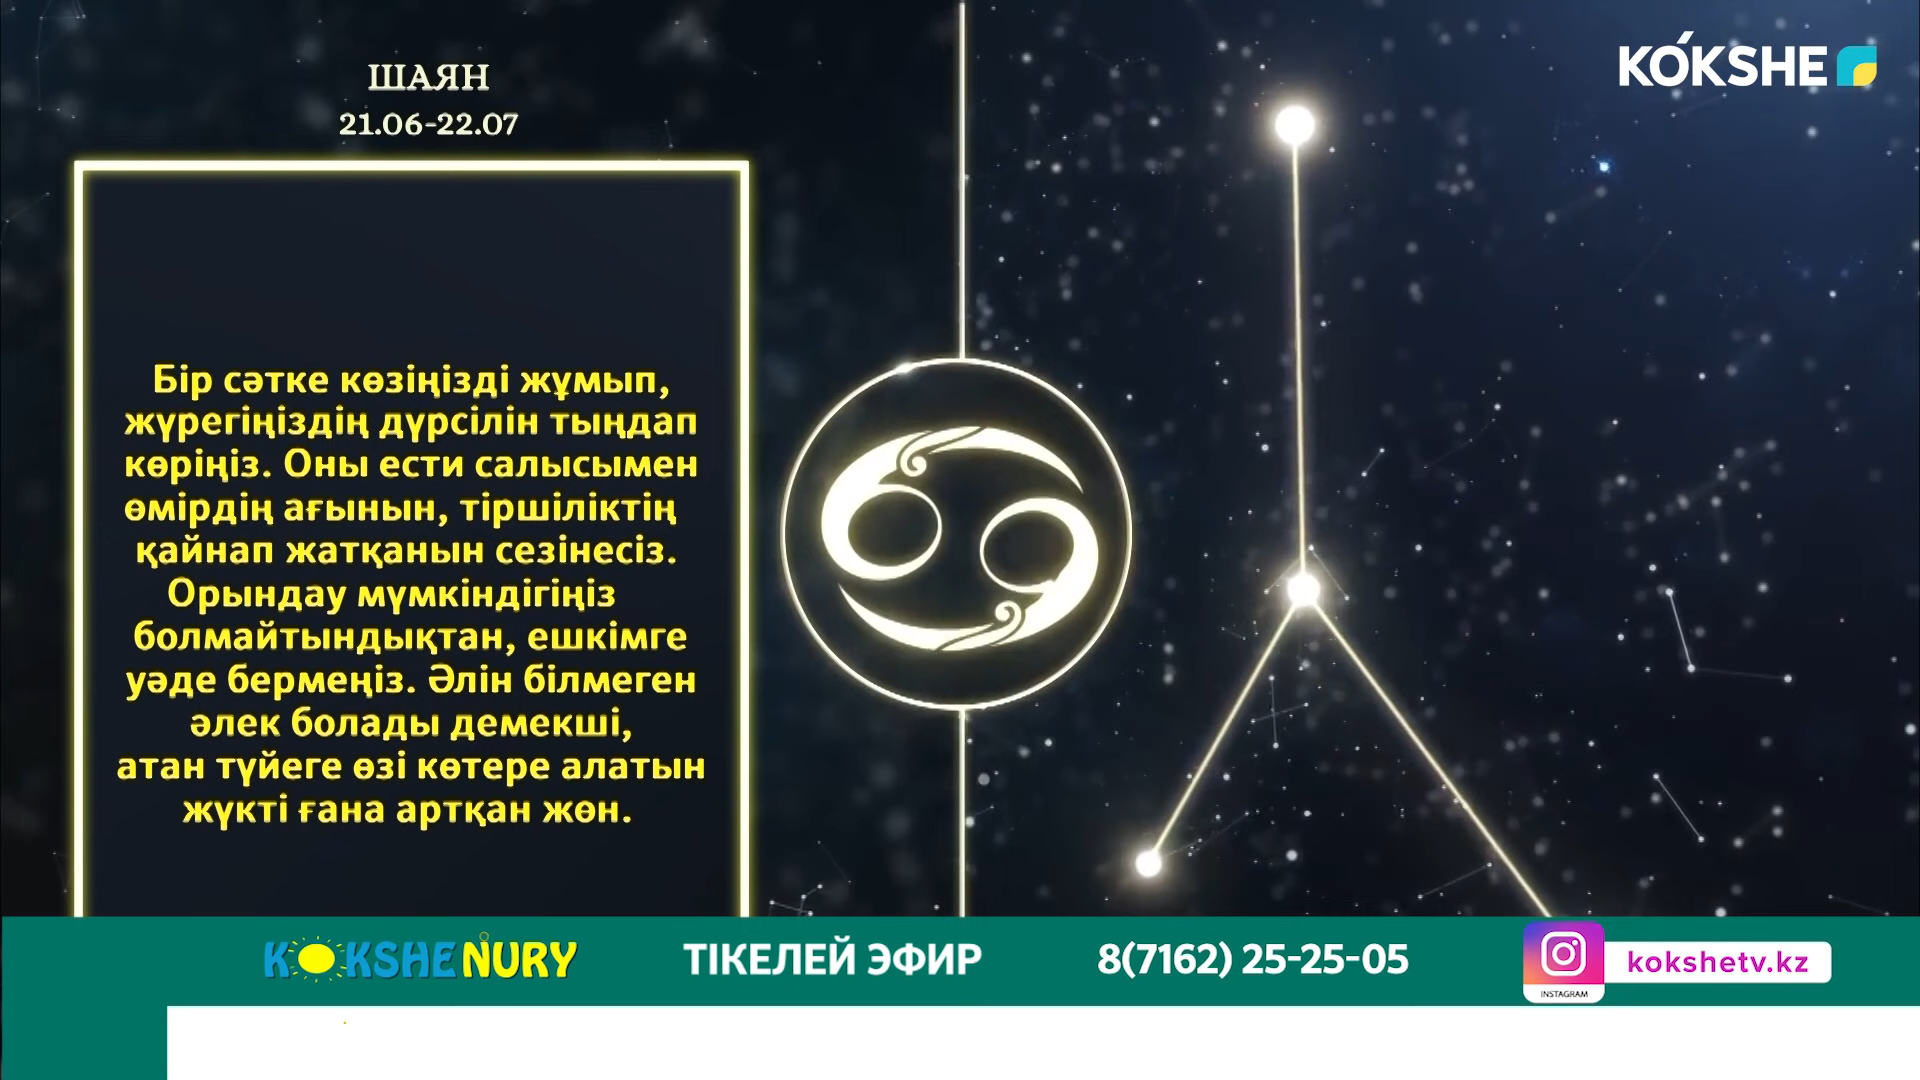 ШАЯН
21.06-22.07
KÓKSHE
Бір сәтке көзіңізді жұмып,
жүрегіңіздің дүрсілін тыңдап
көріңіз. Оны ести салысымен
өмірдің ағынын, тіршіліктің
қайнап жатқанын сезінесіз.
Орындау мүмкіндігіңіз
болмайтындықтан, ешкімге
уәде бермеңіз. Әлін білмеген
әлек болады демекші,
атан түйеге өзі көтере алатын
жүкті ғана артқан жөн.
KOKSHE NURY
ТІКЕЛЕЙ ЭФИР
8(7162) 25-25-05
INSTAGRAM
kokshetv.kz